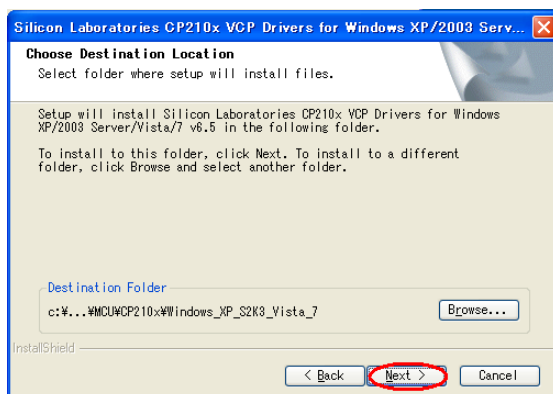 Silicon Laboratories CP210x VCP Drivers for Windows XP/2003 Serv...
Choose Destination Location
Select folder where setup will install files.
Setup will install Silicon Laboratories CP210x VCP Drivers for Windows
XP/2003 Server/Vista/7 v6.5 in the following folder.
To install to this folder, click Next. To install to a different
folder, click Browse and select another folder.
Destination Folder
c:¥...¥MCU¥CP210x¥Windows_XP_S2K3_Vista_7
Browse...
InstallShield
< Back
Next >
Cancel